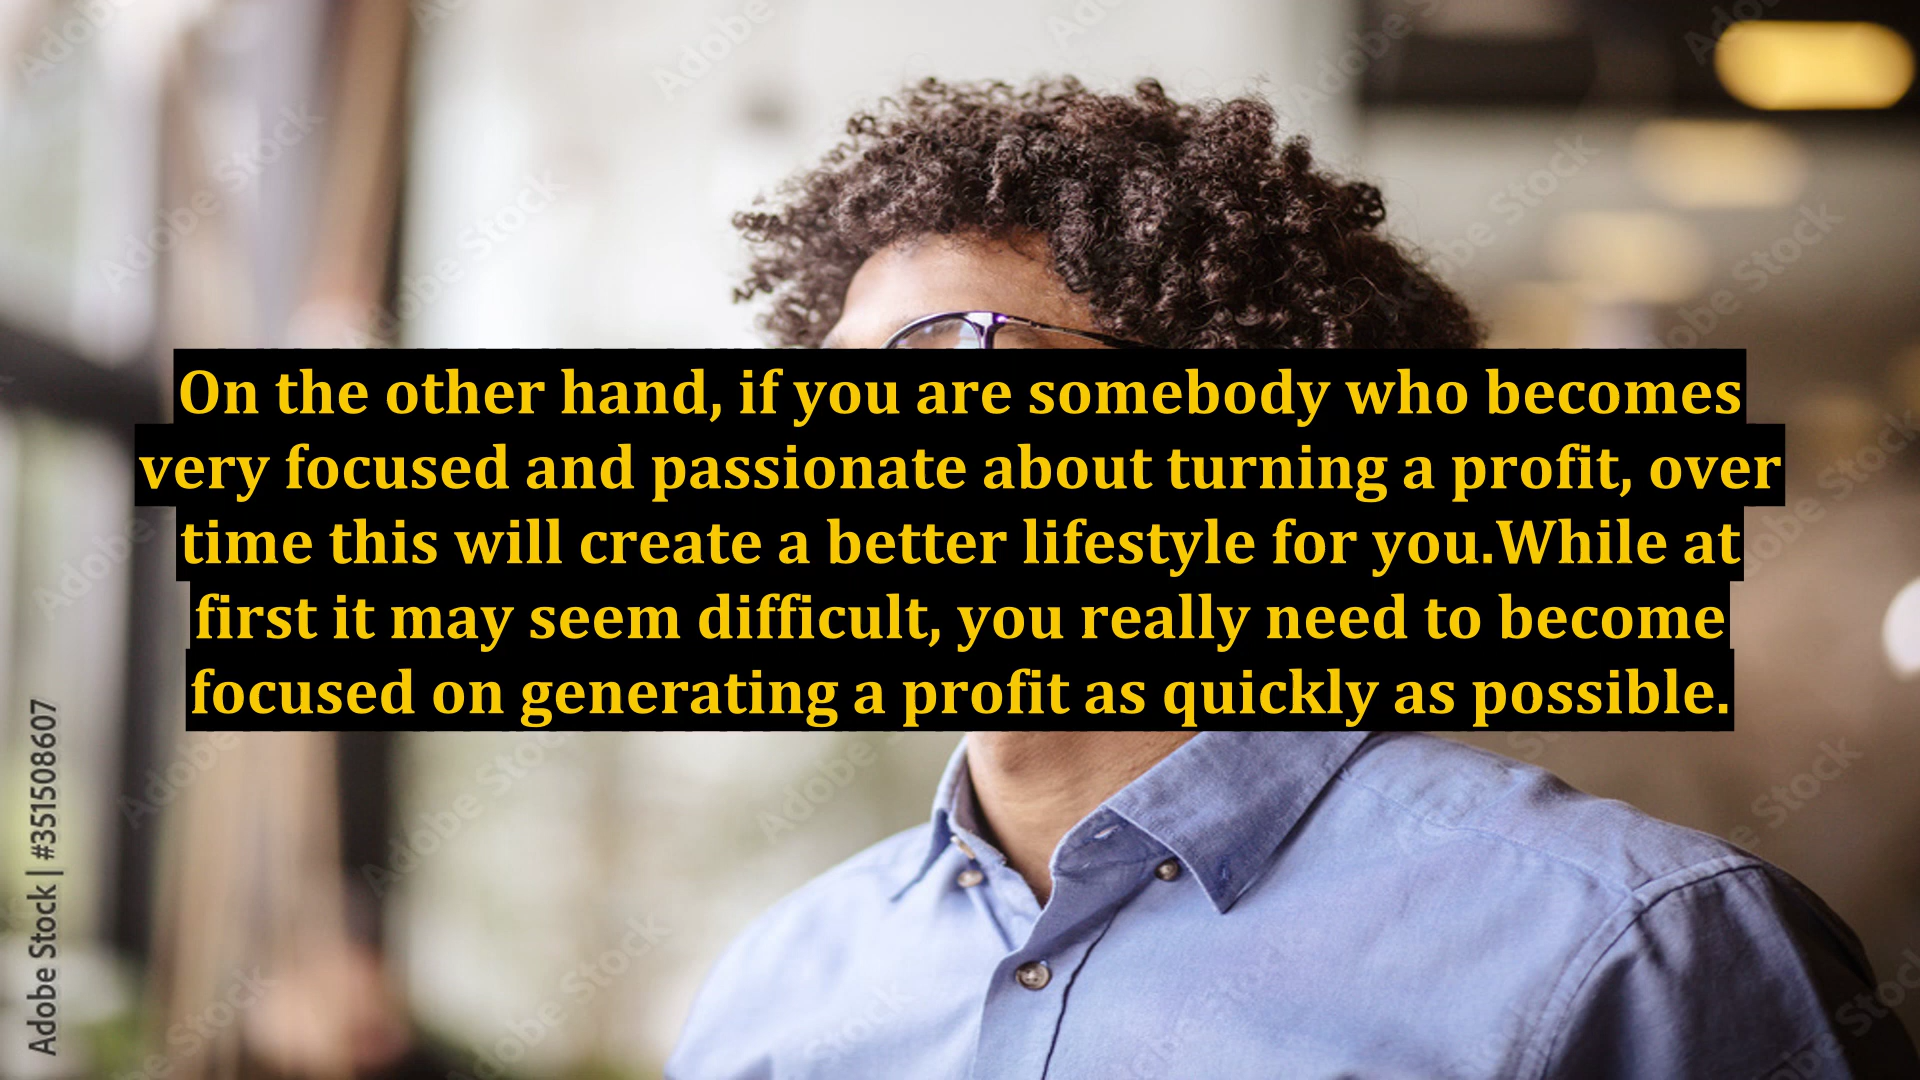 On the other hand, if you are somebody who becomes
very focused and passionate about turning a profit, over
time this will create a better lifestyle for you.While at
first it may seem difficult, you really need to become
focused on generating a profit as quickly as possible.
Adobe Stock | #351508607